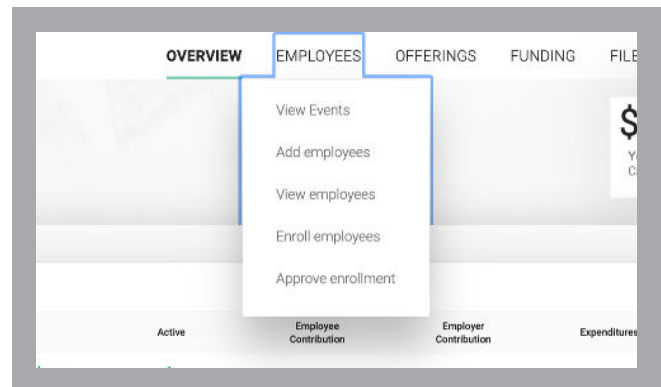 OVERVIEW EMPLOYEES OFFERINGS FUNDING
View Events
Add employees
View employees
Enroll employees
Approve enrollment
$
Active Employee Contribution Employer Contribution Expenditures